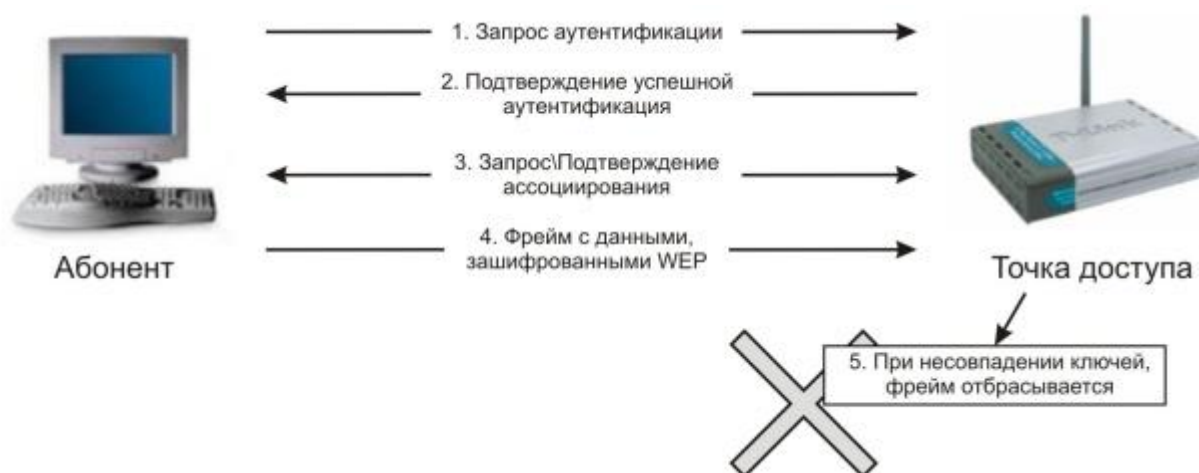 1. Запрос аутентификации
2. Подтверждение успешной
аутентификация
3. Запрос\Подтверждение
ассоциирования
4. Фрейм с данными,
зашифрованными WEP
Абонент
Точка доступа
5. При несовпадении ключей,
фрейм отбрасывается